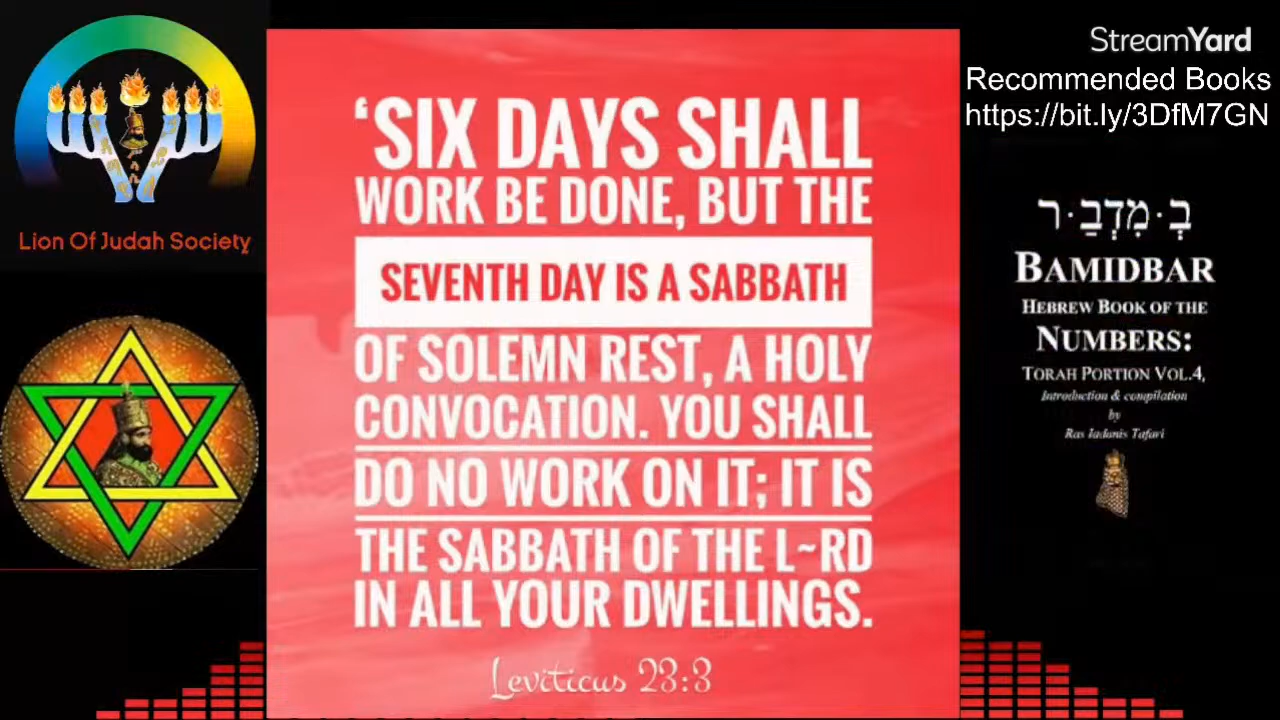 Lion Of Judah Society
‘SIX DAYS SHALL
WORK BE DONE, BUT THE
SEVENTH DAY IS A SABBATH
OF SOLEMN REST, A HOLY
CONVOCATION. YOU SHALL
DO NO WORK ON IT; IT IS
THE SABBATH OF THE L~RD
IN ALL YOUR DWELLINGS.
Leviticus 23:3
StreamYard
Recommended Books
https://bit.ly/3DfM7GN
בְּ·מִדְבַּ·ר
BAMIDBAR
HEBREW BOOK OF THE
NUMBERS:
TORAH PORTION VOL.4,
Introduction & compilation
by
Ras Iadonis Tafari